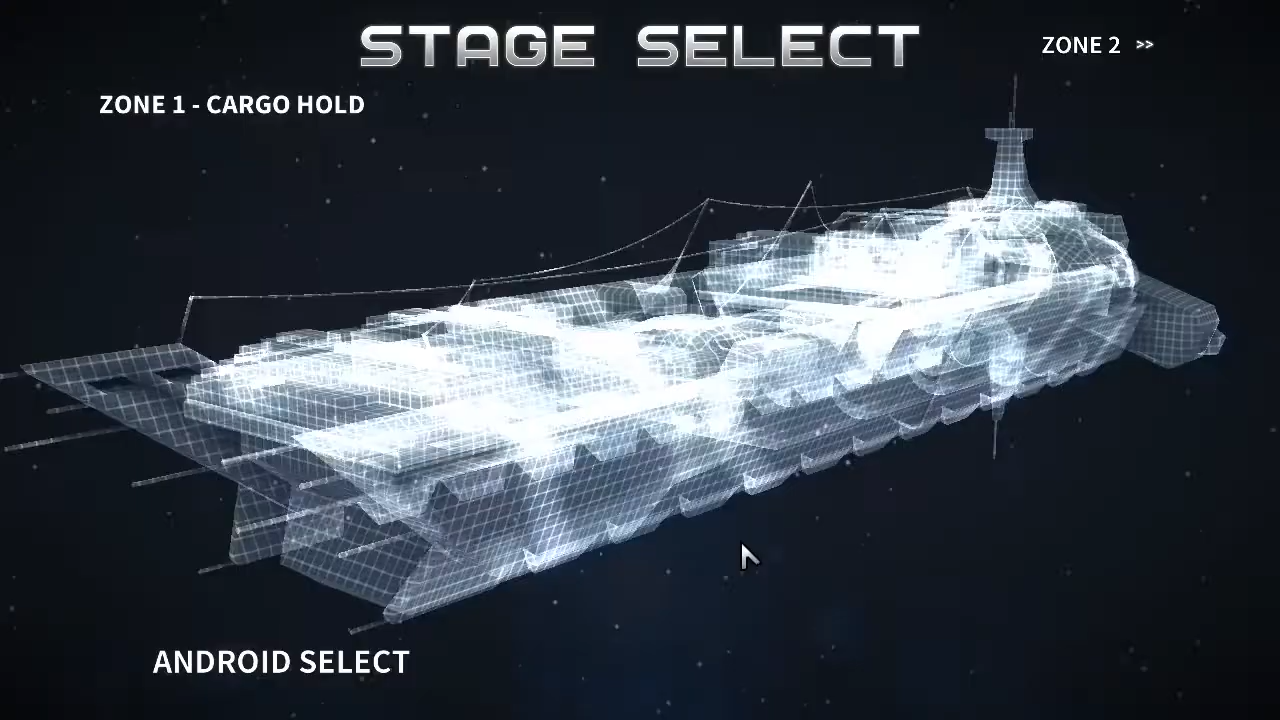 STAGE SELECT
ZONE 2 >>
ZONE 1 - CARGO HOLD
ANDROID SELECT